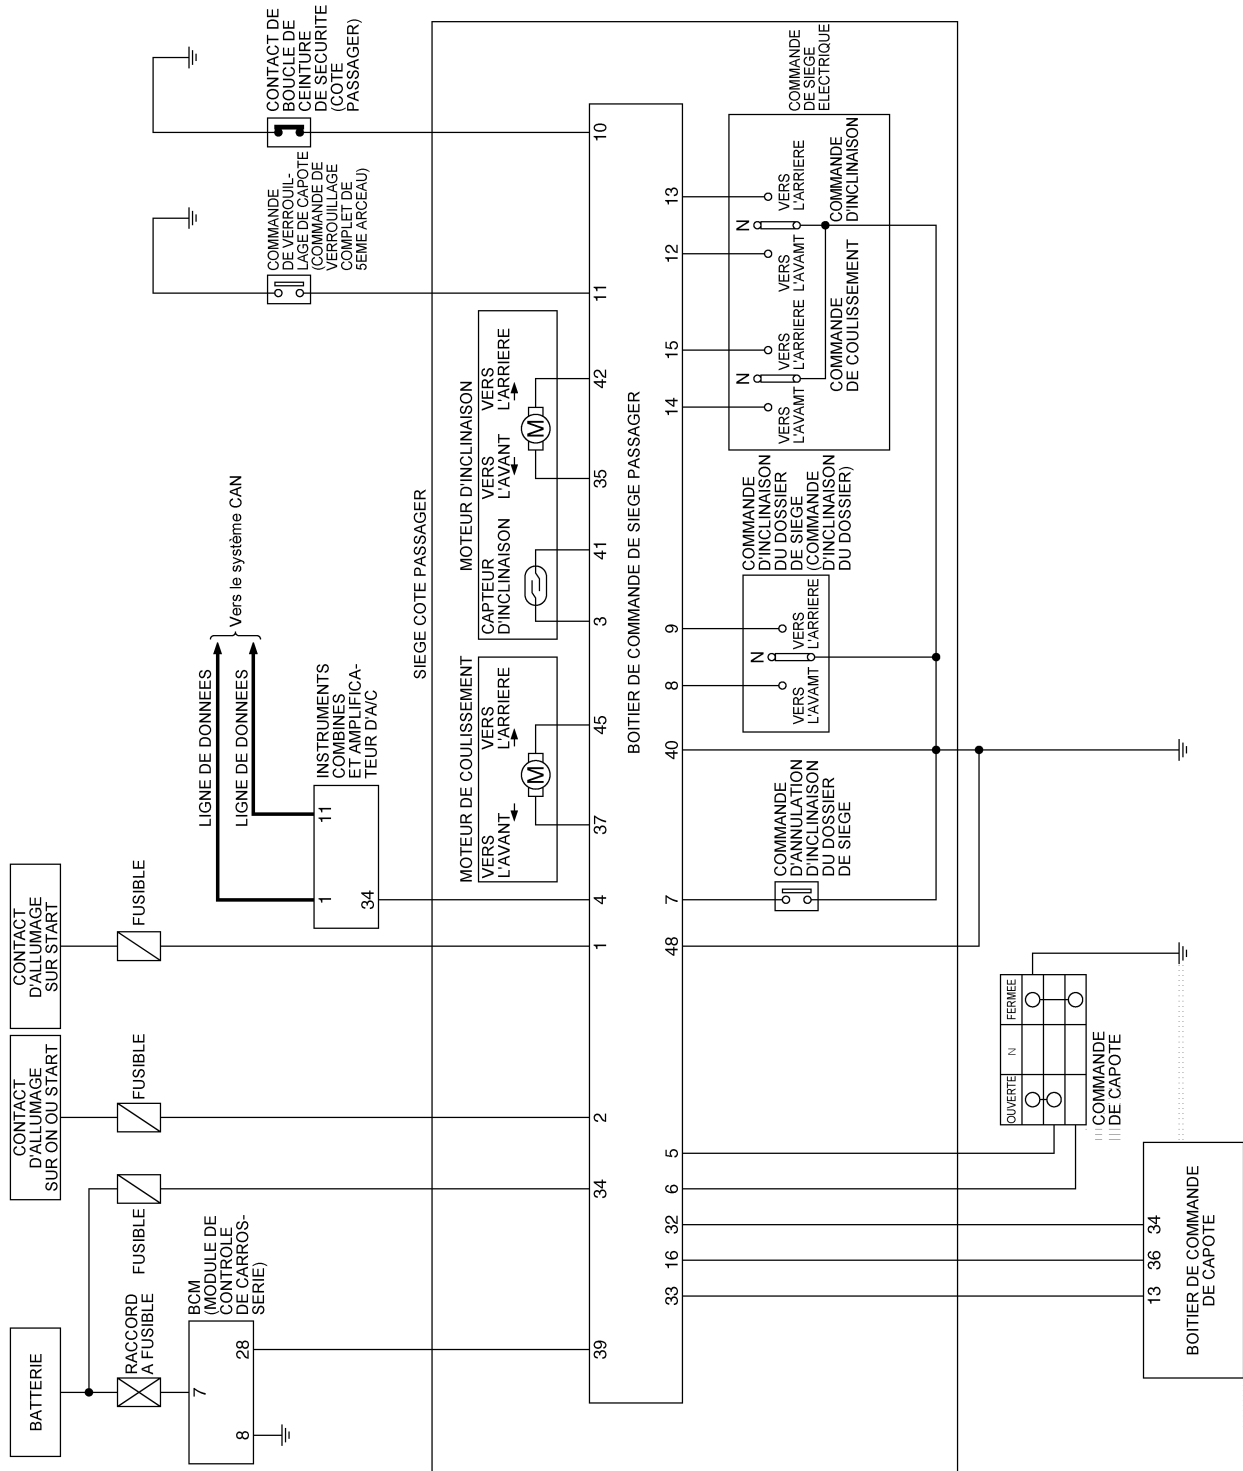 BATTERIE
CONTACT
D'ALLUMAGE
SUR ON OU START
CONTACT
D'ALLUMAGE
SUR START
RACCORD
A FUSIBLE
FUSIBLE
FUSIBLE
FUSIBLE
BCM
(MODULE DE
CONTROLE
DE CARROS-
SERIE)
7
8
28
LIGNE DE DONNEES
LIGNE DE DONNEES
Vers le système CAN
INSTRUMENTS
COMBINES
ET AMPLIFICA-
TEUR D'A/C
1
11
34
COMMANDE
DE VERROUIL-
LAGE DE CAPOTE
(COMMANDE DE
VERROUILLAGE
COMPLET DE
5EME ARCEAU)
CONTACT DE
BOUCLE DE
CEINTURE
DE SECURITE
(COTE
PASSAGER)
SIEGE COTE PASSAGER
MOTEUR DE COULISSEMENT
VERS
L'AVANT
VERS
L'ARRIERE
M
MOTEUR D'INCLINAISON
CAPTEUR
D'INCLINAISON
VERS
L'AVANT
VERS
L'ARRIERE
M
39
34
2
1
4
37
45
3
41
35
42
11
10
BOITIER DE COMMANDE DE SIEGE PASSAGER
33
16
32
6
5
48
7
40
8
9
14
15
12
13
COMMANDE
D'ANNULATION
D'INCLINAISON
DU DOSSIER
DE SIEGE
COMMANDE
D'INCLINAISON
DU DOSSIER
DE SIEGE
(COMMANDE
D'INCLINAISON
DU DOSSIER)
VERS
L'AVAMT
N
VERS
L'ARRIERE
COMMANDE
DE SIEGE
ELECTRIQUE
VERS
L'AVAMT
N
VERS
L'ARRIERE
COMMANDE
DE COULISSEMENT
VERS
L'AVAMT
N
VERS
L'ARRIERE
COMMANDE
D'INCLINAISON
OUVERTE
N
FERMEE
COMMANDE
DE CAPOTE
13
36
34
BOITIER DE COMMANDE
DE CAPOTE